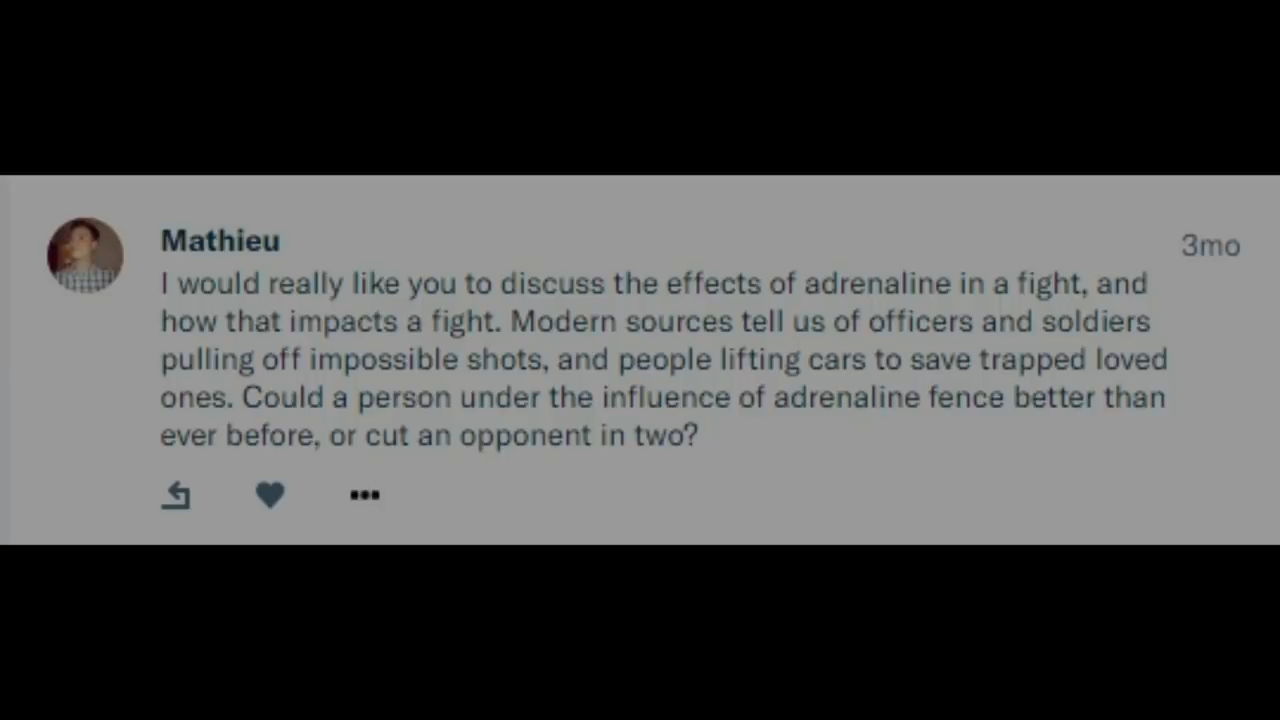 Mathieu
3mo
I would really like you to discuss the effects of adrenaline in a fight, and
how that impacts a fight. Modern sources tell us of officers and soldiers
pulling off impossible shots, and people lifting cars to save trapped loved
ones. Could a person under the influence of adrenaline fence better than
ever before, or cut an opponent in two?